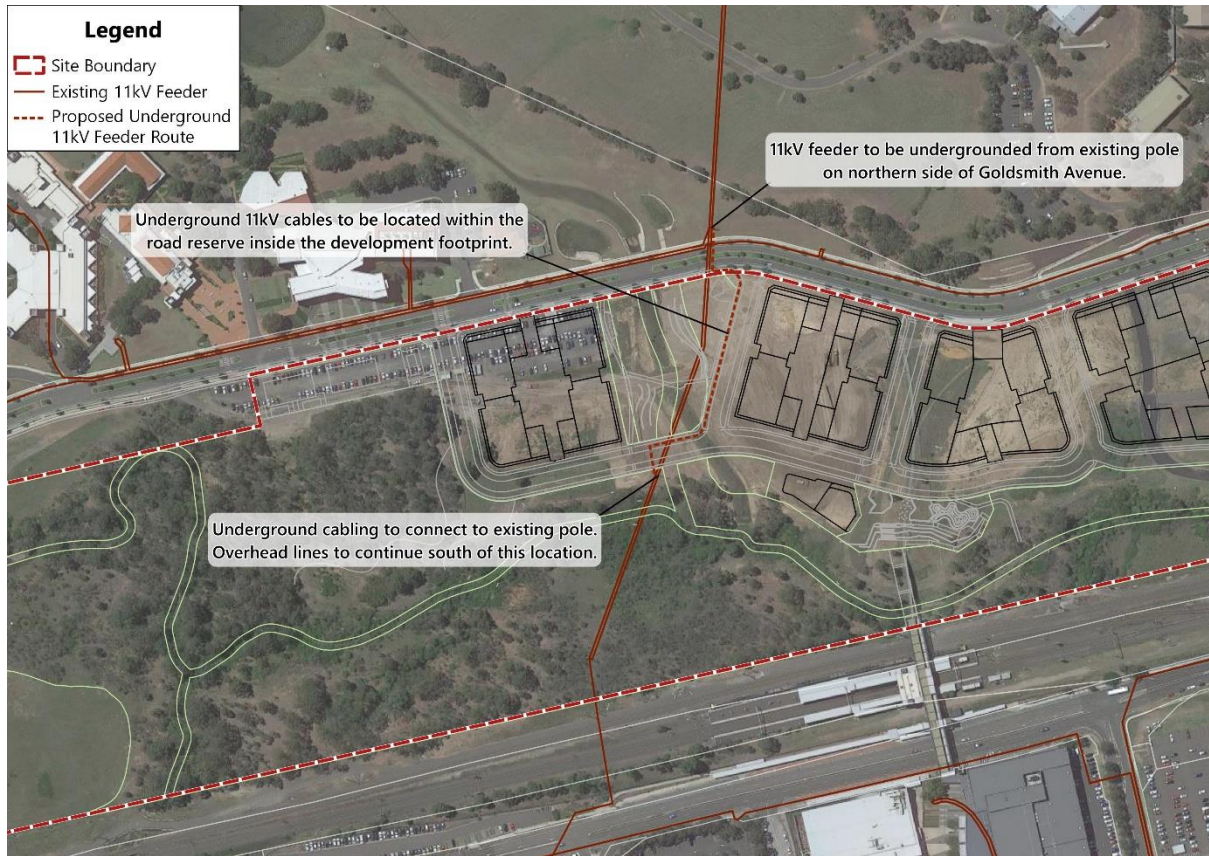 Legend
Site Boundary
Existing 11kV Feeder
Proposed Underground
11kV Feeder Route
11kV feeder to be undergrounded from existing pole
on northern side of Goldsmith Avenue.
Underground 11kV cables to be located within the
road reserve inside the development footprint.
Underground cabling to connect to existing pole.
Overhead lines to continue south of this location.